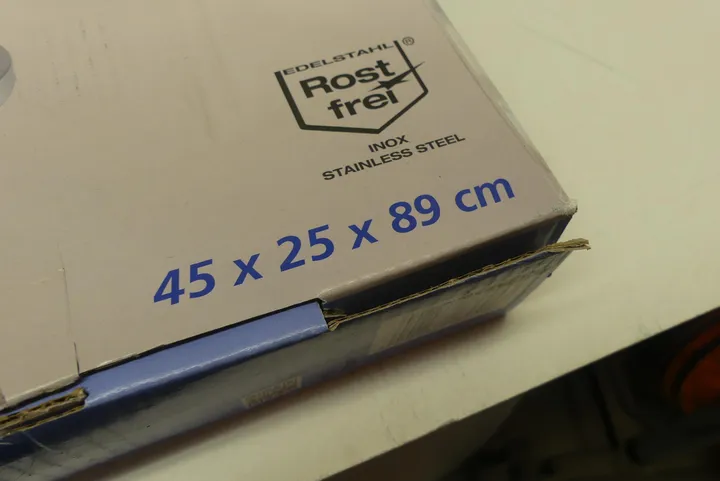 EDELSTAHL ®
Rost
frei
INOX
STAINLESS STEEL
45 x 25 x 89 cm